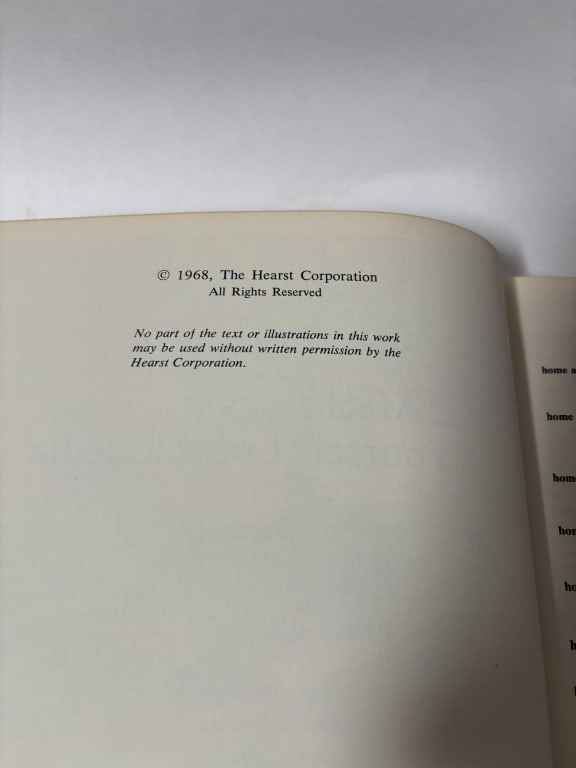 © 1968, The Hearst Corporation
All Rights Reserved
No part of the text or illustrations in this work
may be used without written permission by the
Hearst Corporation.
home
home